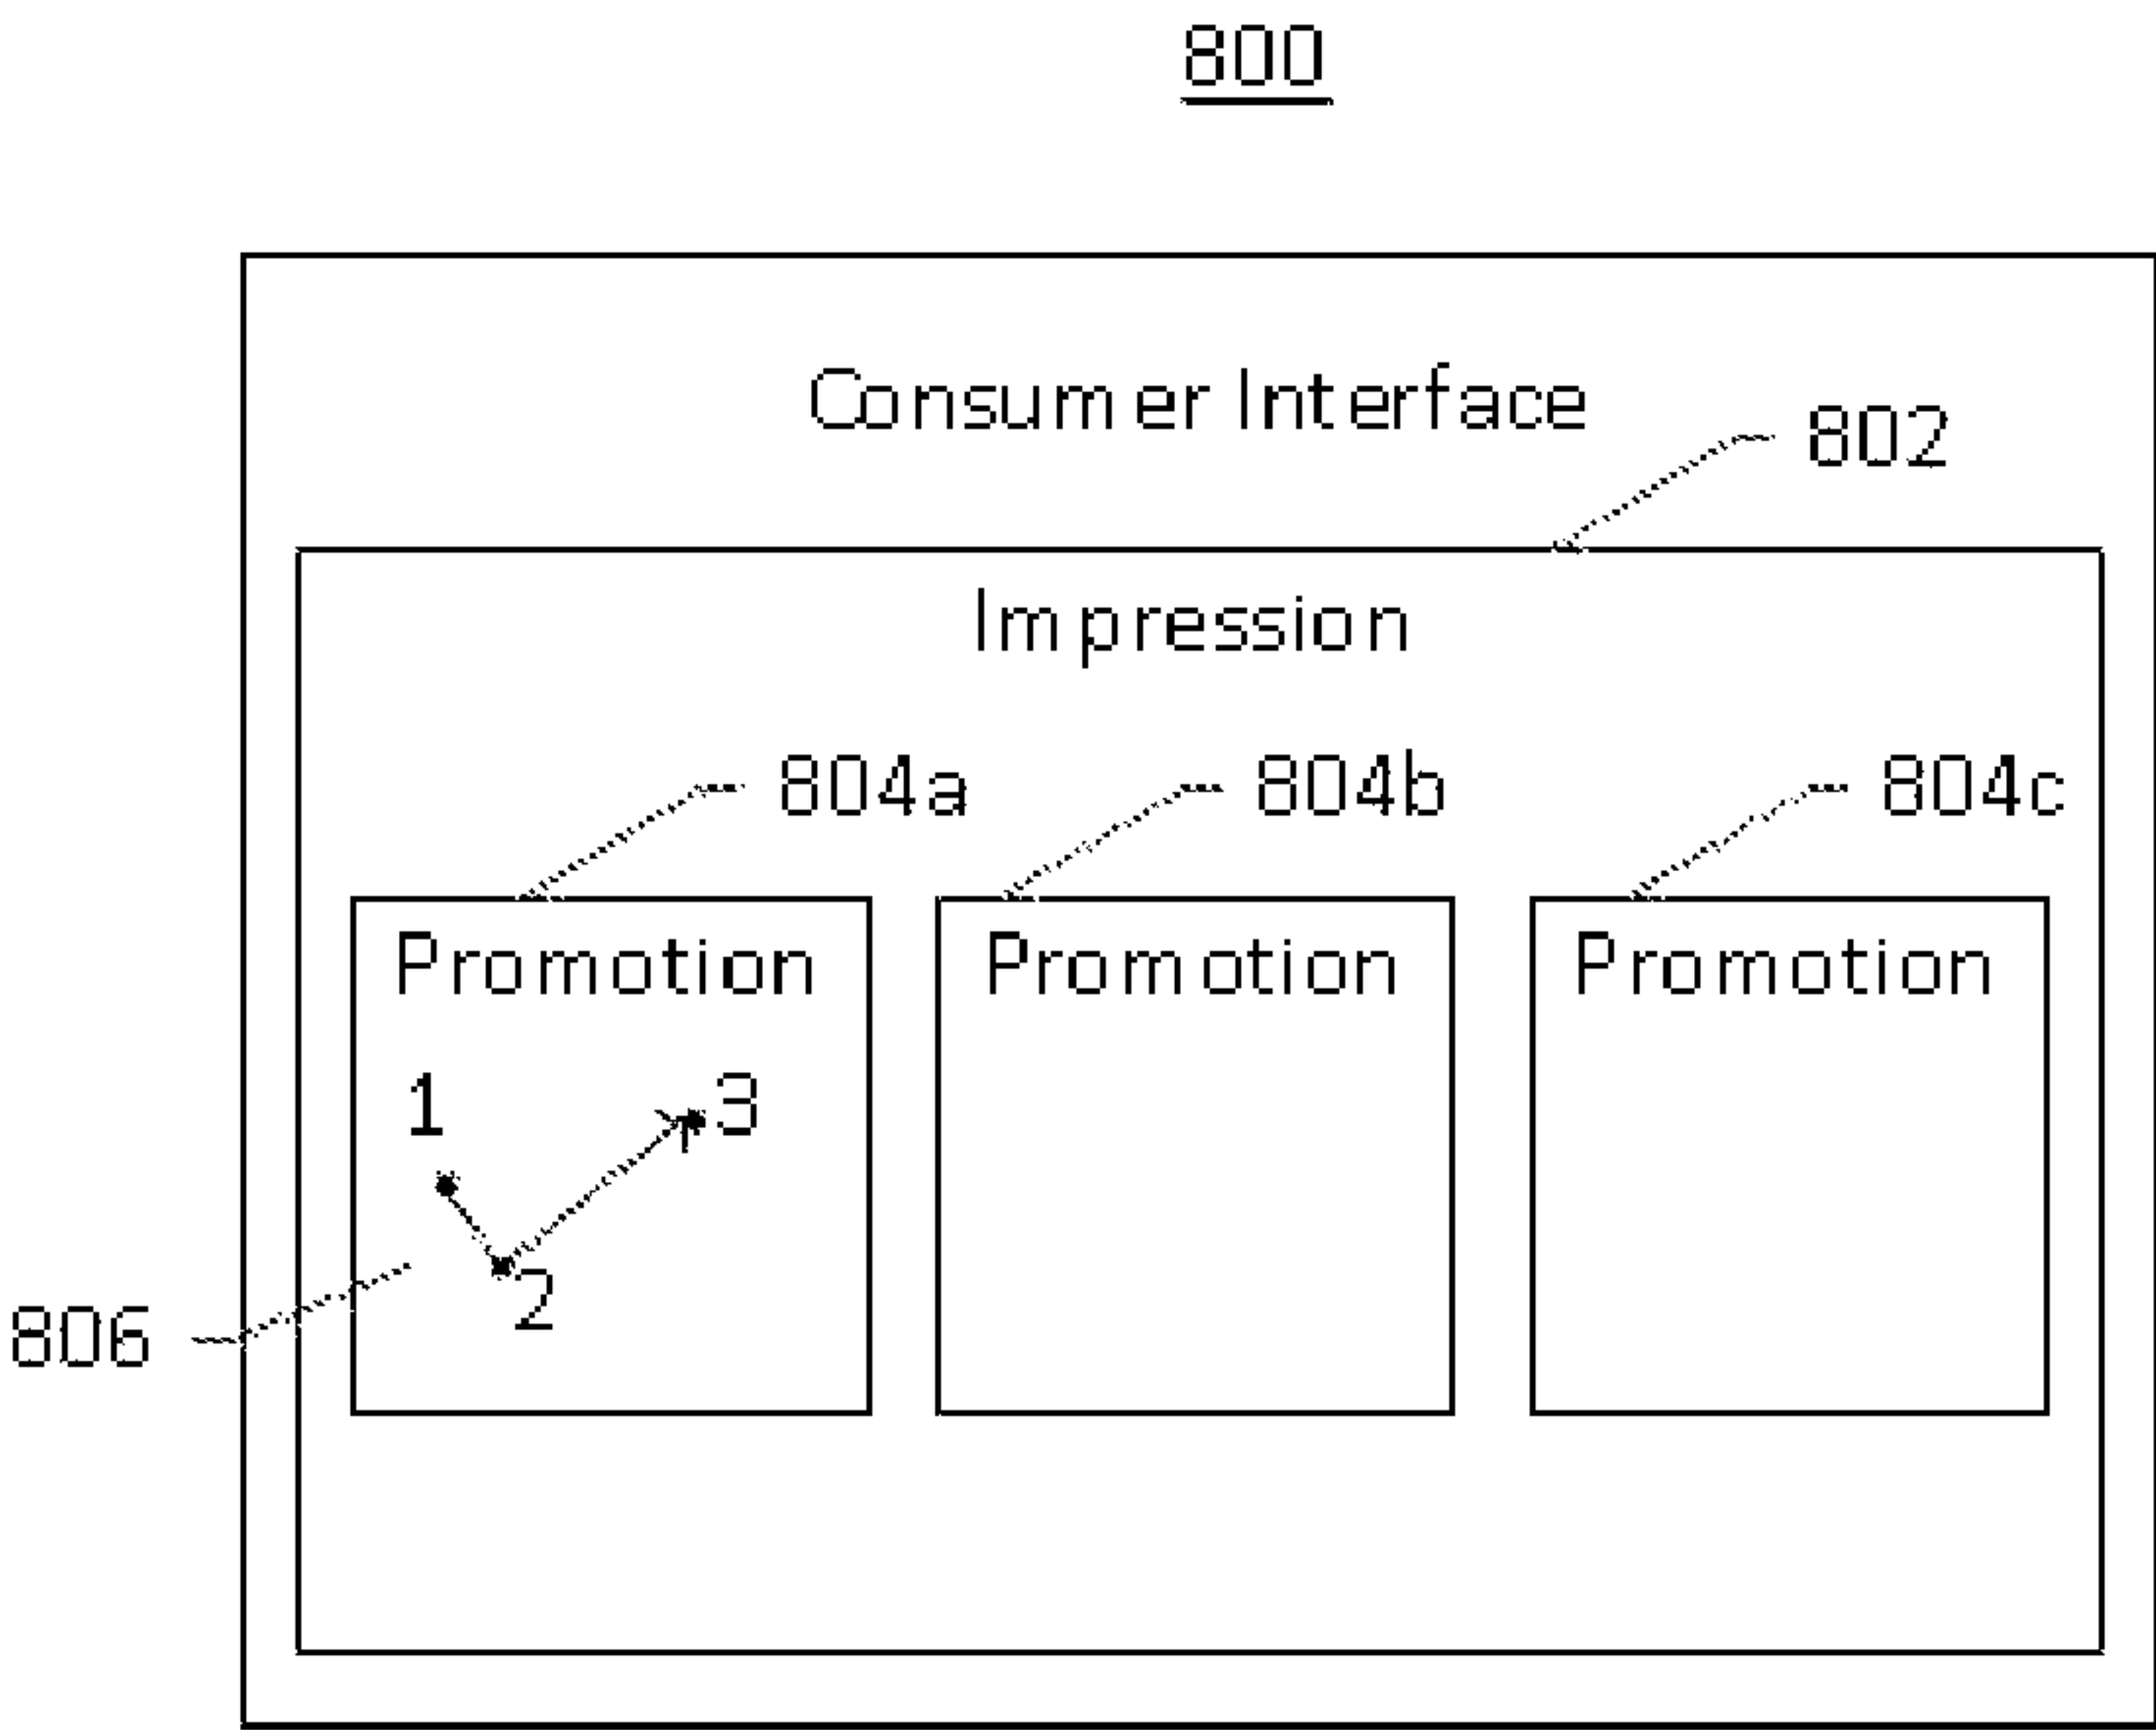 800
Consumer Interface
802
Impression
804a 804b 804c
Promotion Promotion Promotion
1 3
2
806